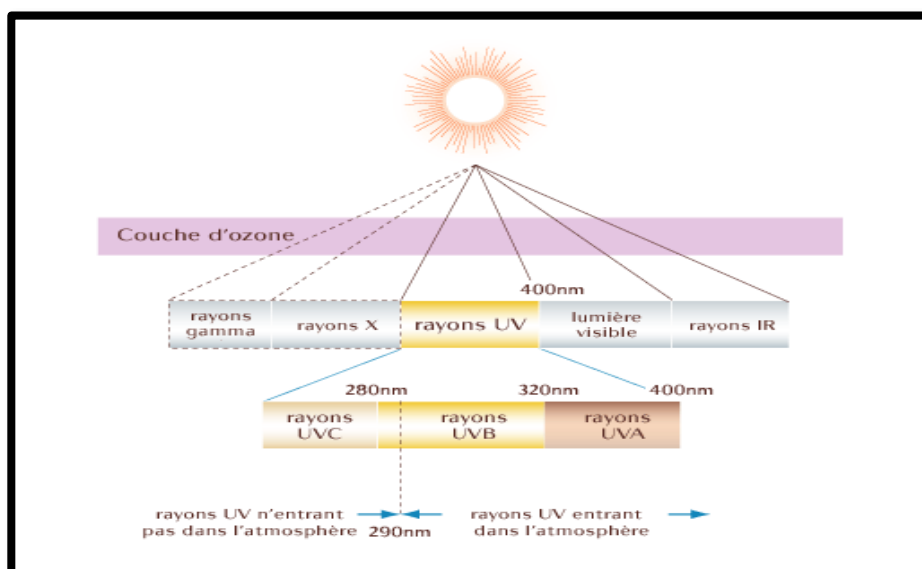 Couche d'ozone
400nm
rayons
gamma
rayons X
rayons UV
lumière
visible
rayons IR
280nm
320nm
400nm
rayons
UVC
rayons
UVB
rayons
UVA
rayons UV n'entrant
pas dans l'atmosphère
290nm
rayons UV entrant
dans l'atmosphère